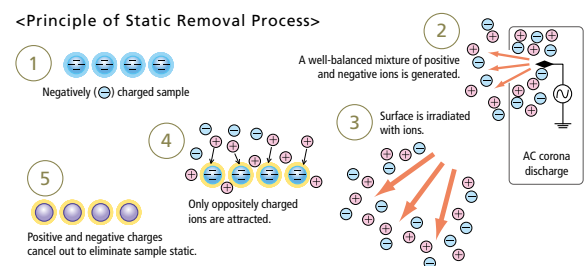 <Principle of Static Removal Process>
1
Negatively (⊖) charged sample
2
A well-balanced mixture of positive
and negative ions is generated.
AC corona
discharge
3
Surface is irradiated
with ions.
4
Only oppositely charged
ions are attracted.
5
Positive and negative charges
cancel out to eliminate sample static.